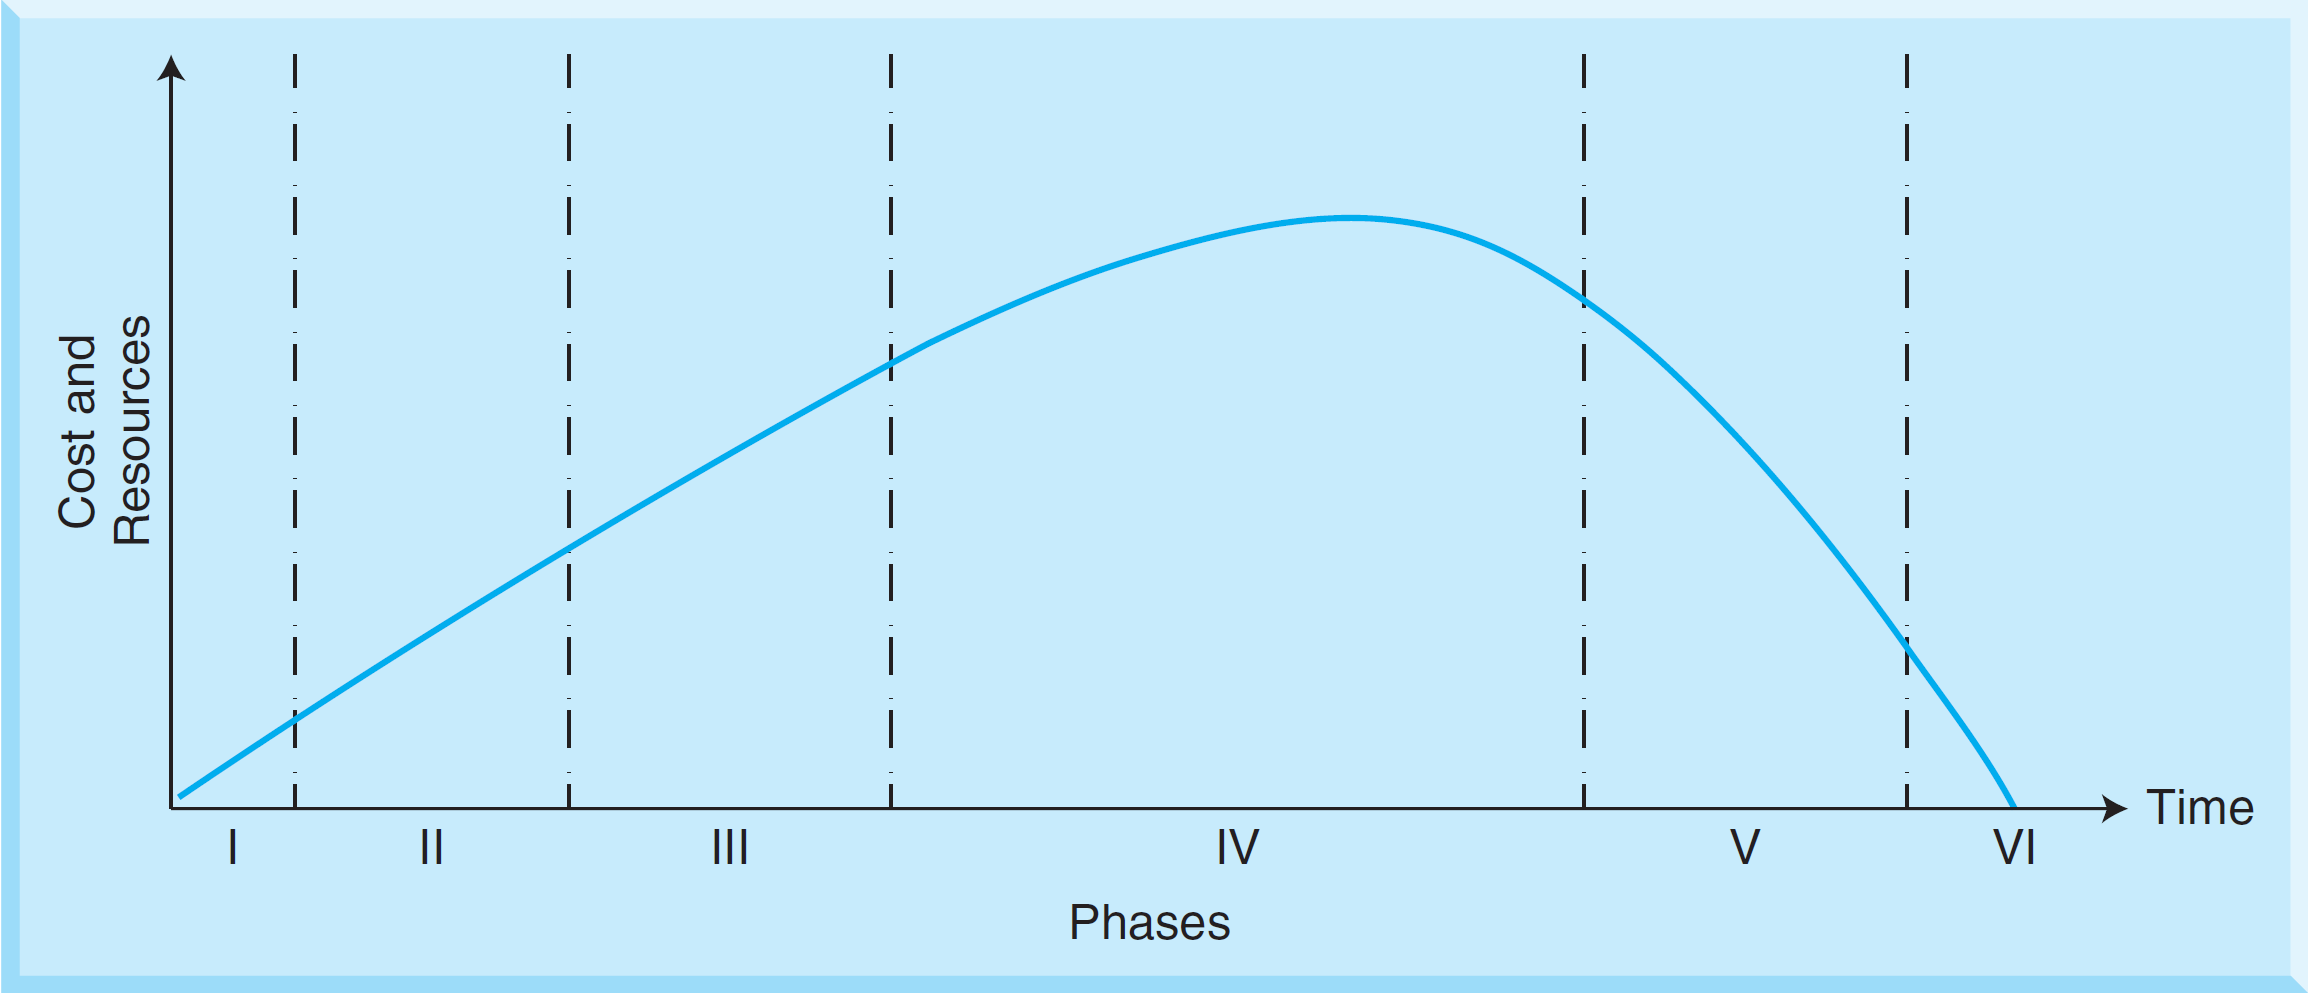 Cost and
Resources
Time
I
II
III
IV
V
VI
Phases